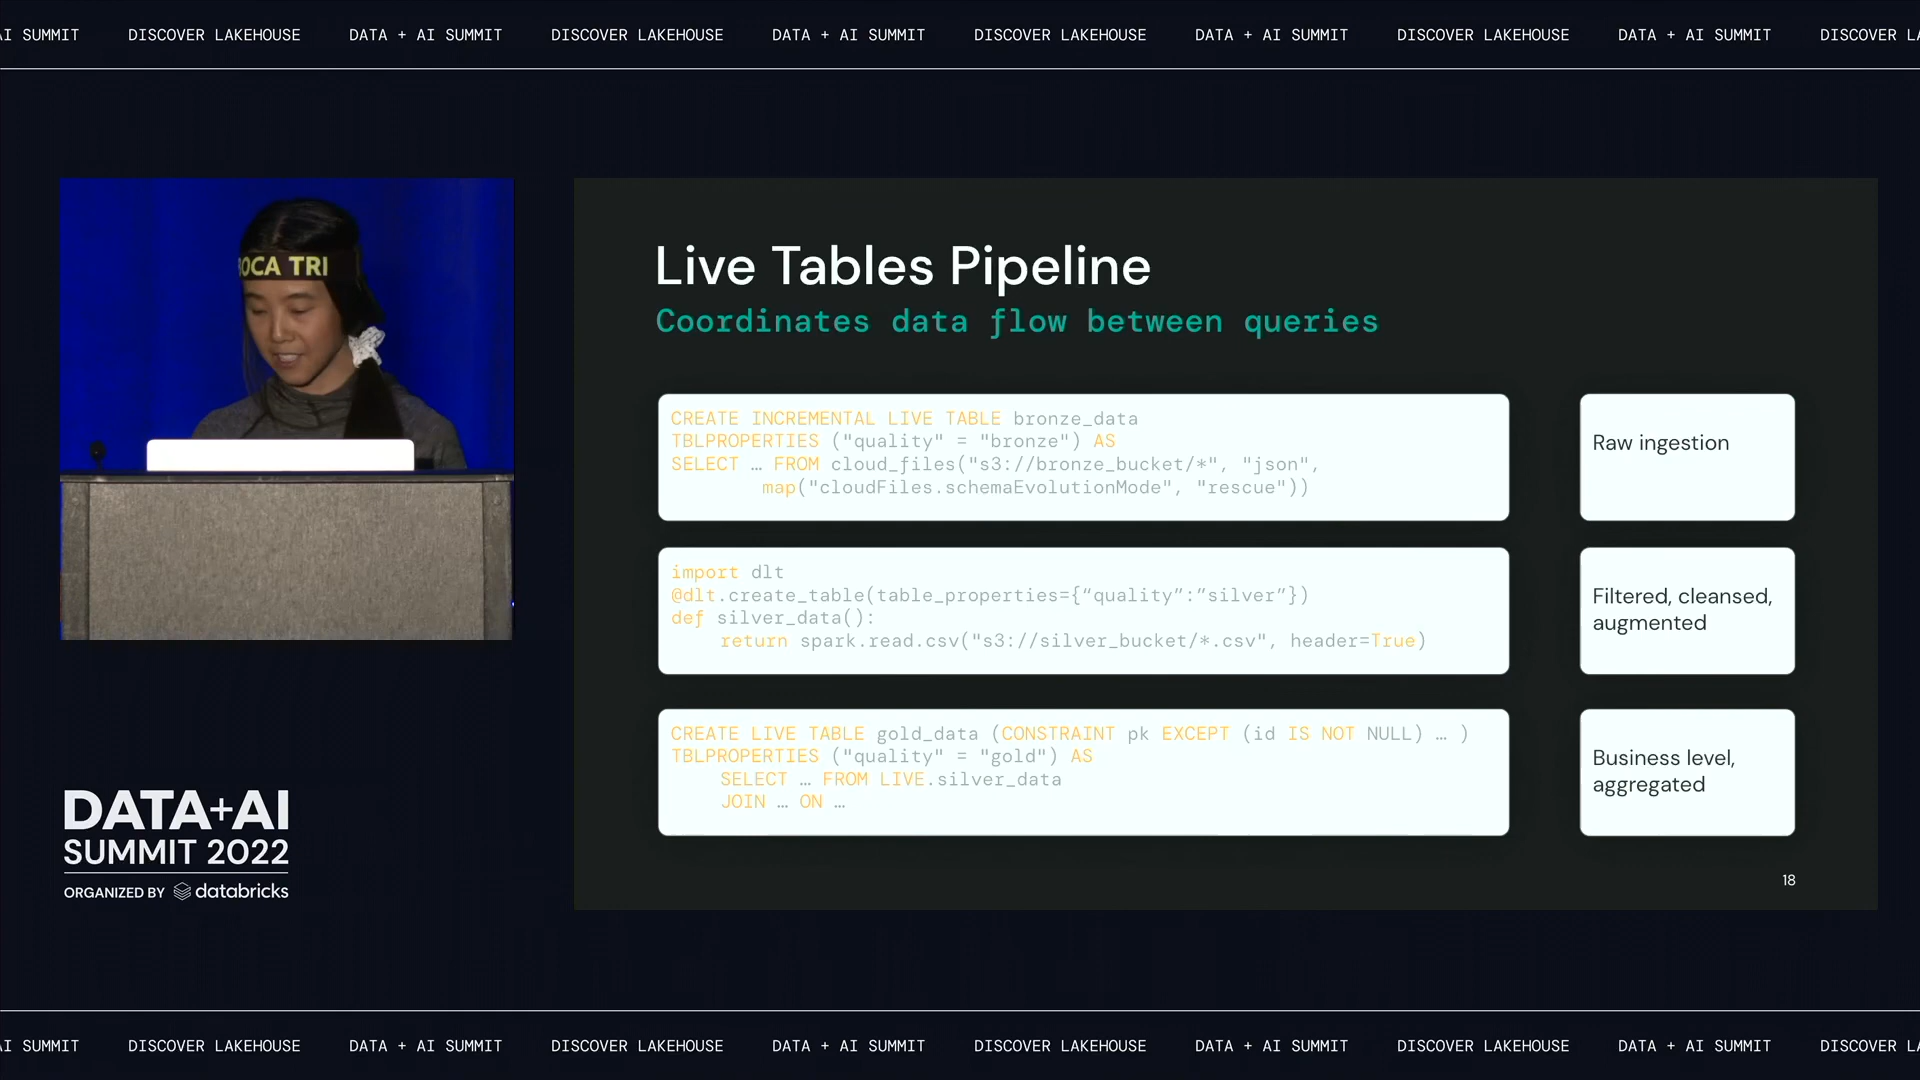 AI SUMMIT DISCOVER LAKEHOUSE DATA + AI SUMMIT DISCOVER LAKEHOUSE DATA + AI SUMMIT DISCOVER LAKEHOUSE DATA + AI SUMMIT DISCOVER LAKEHOUSE DATA + AI SUMMIT DISCOVER LA
OCA TRI
Live Tables Pipeline
Coordinates data flow between queries
CREATE INCREMENTAL LIVE TABLE bronze_data
TBLPROPERTIES ("quality" = "bronze") AS
SELECT … FROM cloud_files("s3://bronze_bucket/*", "json",
map("cloudFiles.schemaEvolutionMode", "rescue"))
Raw ingestion
import dlt
@dlt.create_table(table_properties={“quality”:”silver”})
def silver_data():
return spark.read.csv("s3://silver_bucket/*.csv", header=True)
Filtered, cleansed,
augmented
CREATE LIVE TABLE gold_data (CONSTRAINT pk EXCEPT (id IS NOT NULL) … )
TBLPROPERTIES ("quality" = "gold") AS
SELECT … FROM LIVE.silver_data
JOIN … ON …
Business level,
aggregated
18
DATA+AI
SUMMIT 2022
ORGANIZED BY databricks
AI SUMMIT DISCOVER LAKEHOUSE DATA + AI SUMMIT DISCOVER LAKEHOUSE DATA + AI SUMMIT DISCOVER LAKEHOUSE DATA + AI SUMMIT DISCOVER LAKEHOUSE DATA + AI SUMMIT DISCOVER LA